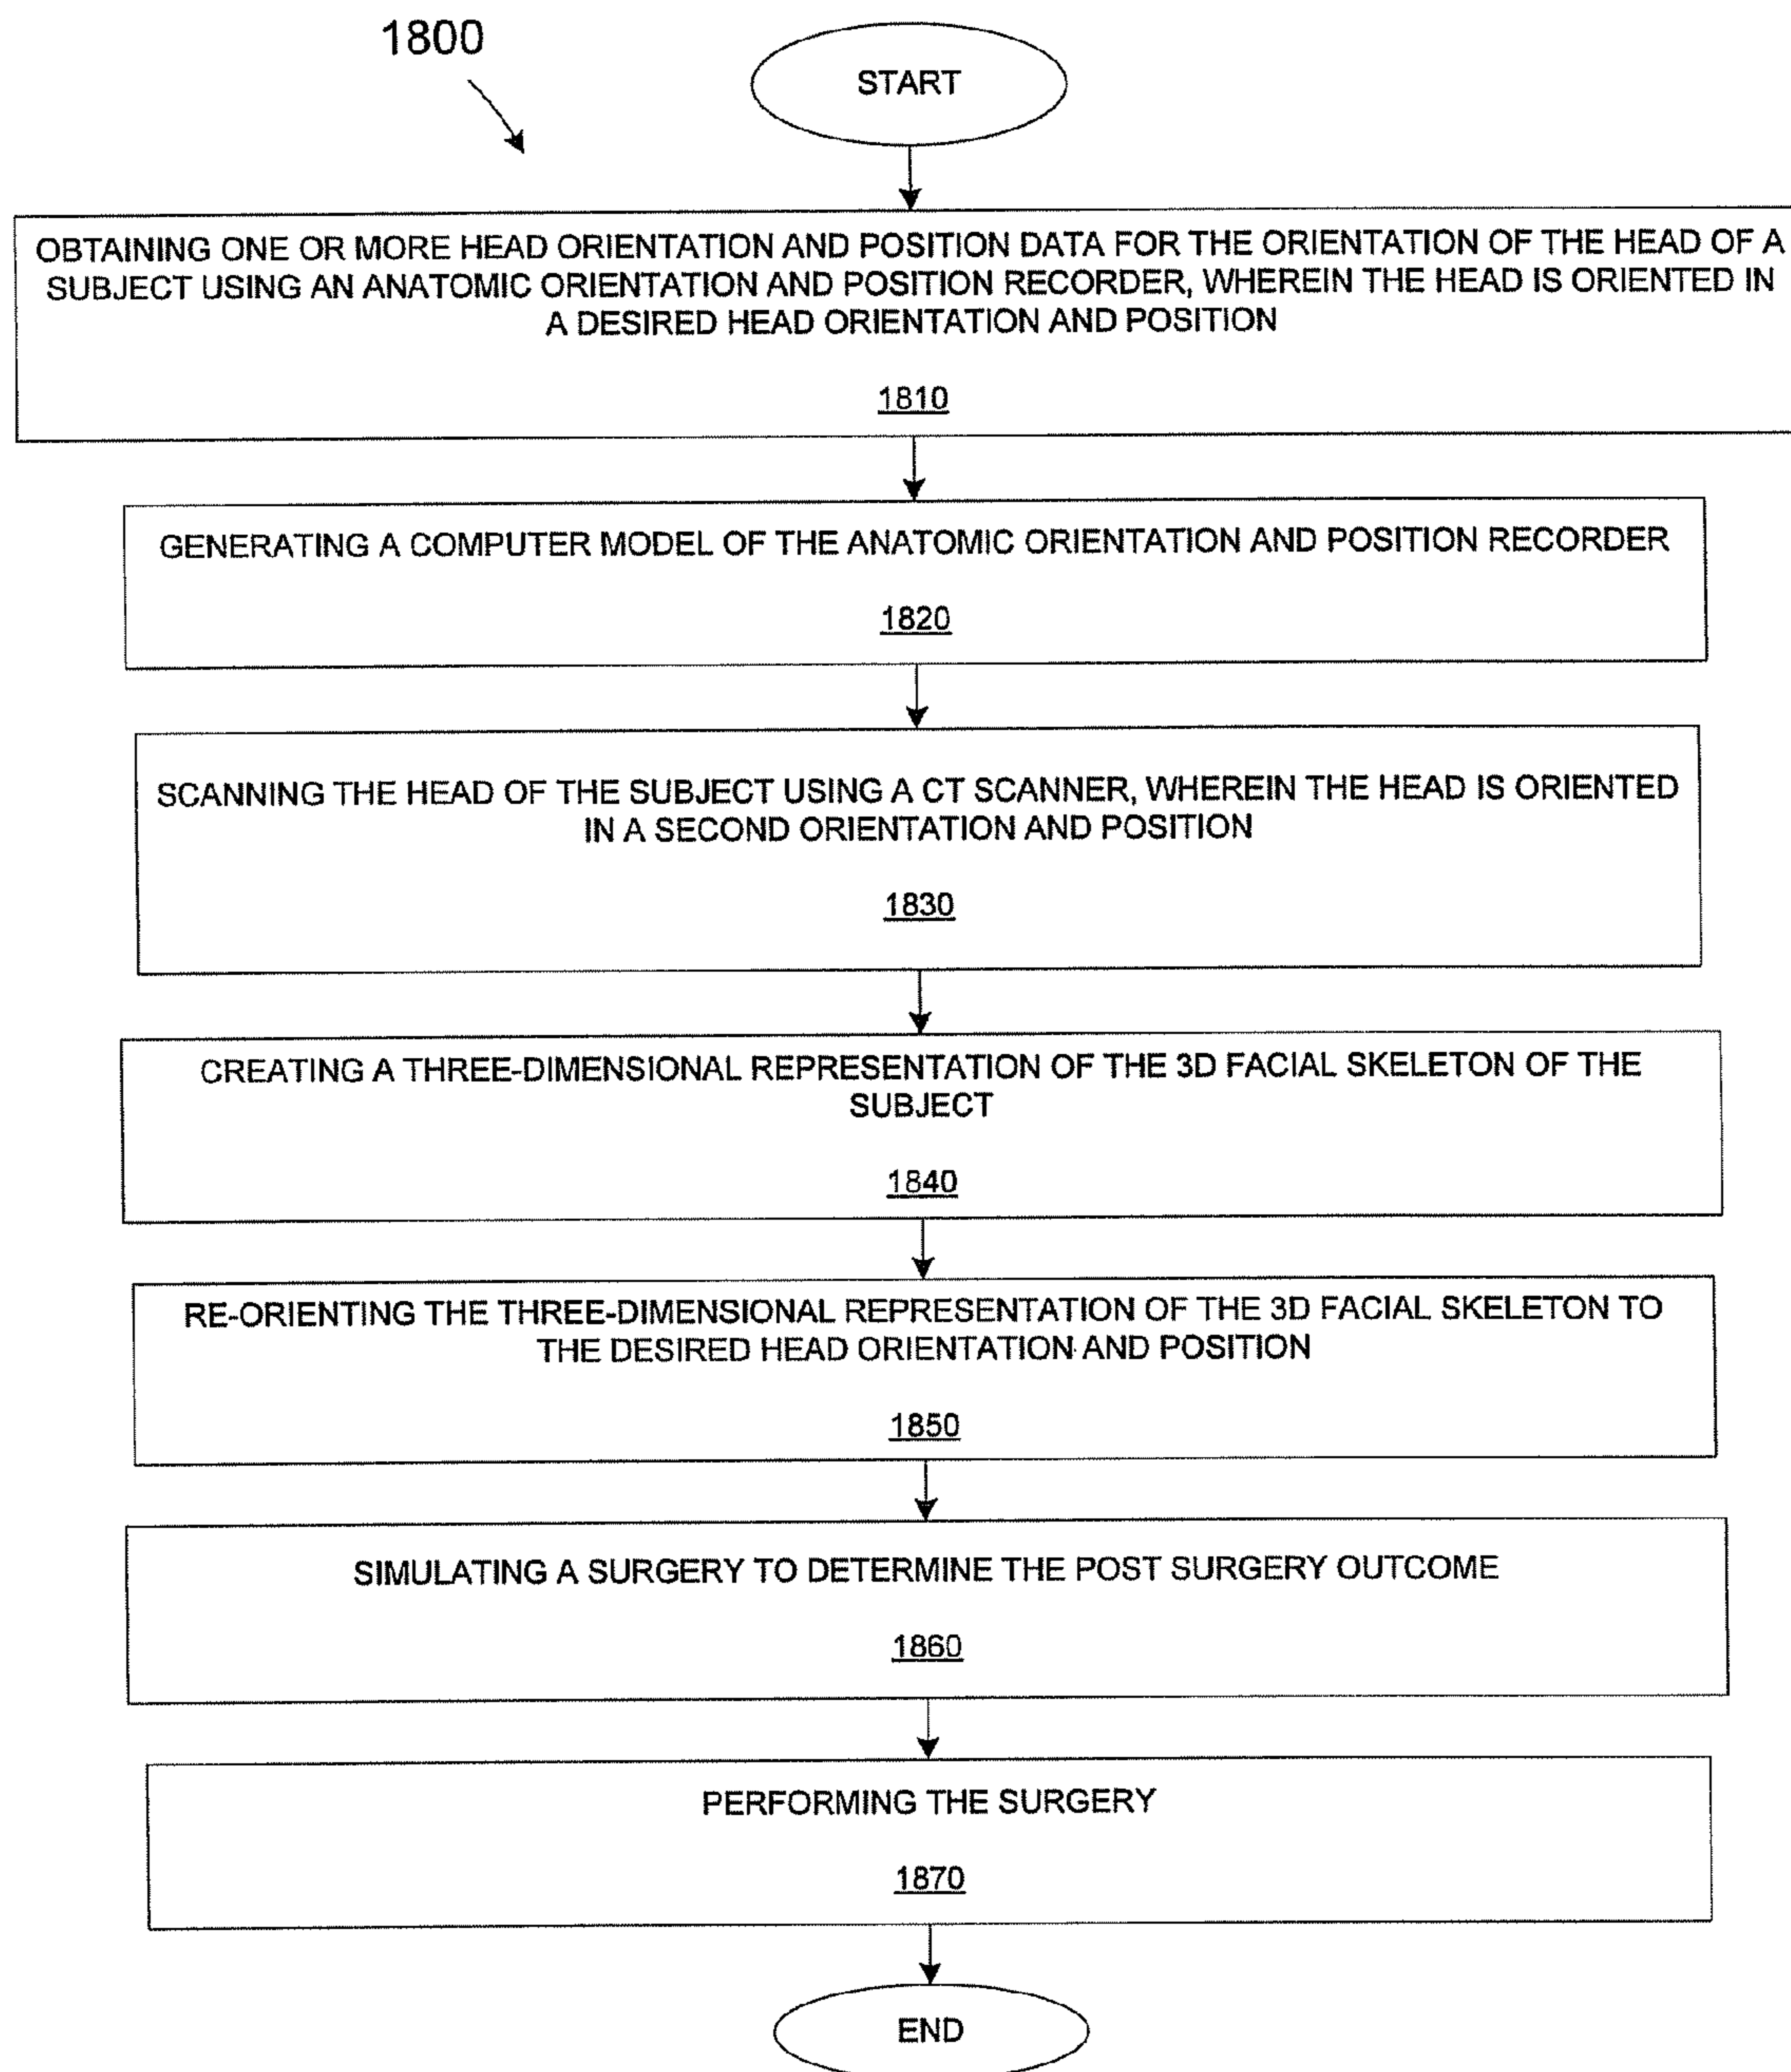 1800
START
OBTAINING ONE OR MORE HEAD ORIENTATION AND POSITION DATA FOR THE ORIENTATION OF THE HEAD OF A
SUBJECT USING AN ANATOMIC ORIENTATION AND POSITION RECORDER, WHEREIN THE HEAD IS ORIENTED IN
A DESIRED HEAD ORIENTATION AND POSITION
1810
GENERATING A COMPUTER MODEL OF THE ANATOMIC ORIENTATION AND POSITION RECORDER
1820
SCANNING THE HEAD OF THE SUBJECT USING A CT SCANNER, WHEREIN THE HEAD IS ORIENTED
IN A SECOND ORIENTATION AND POSITION
1830
CREATING A THREE-DIMENSIONAL REPRESENTATION OF THE 3D FACIAL SKELETON OF THE
SUBJECT
1840
RE-ORIENTING THE THREE-DIMENSIONAL REPRESENTATION OF THE 3D FACIAL SKELETON TO
THE DESIRED HEAD ORIENTATION AND POSITION
1850
SIMULATING A SURGERY TO DETERMINE THE POST SURGERY OUTCOME
1860
PERFORMING THE SURGERY
1870
END